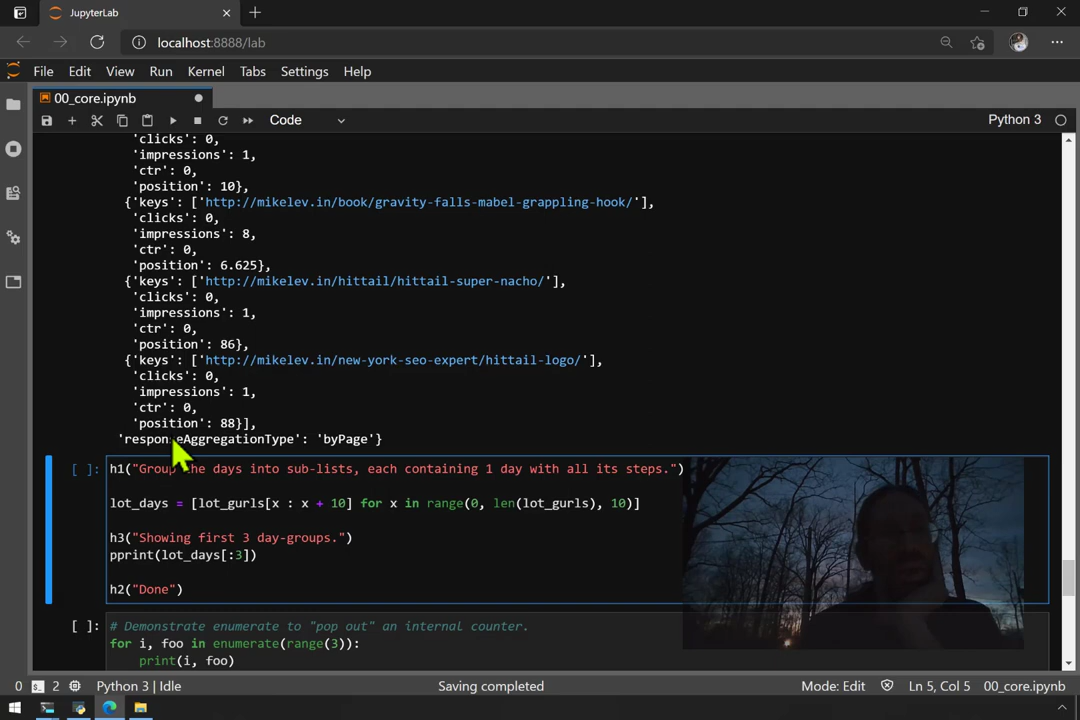 JupyterLab
localhost:8888/lab
File Edit View Run Kernel Tabs Settings Help
00_core.ipynb
Code
Python 3
'clicks': 0,
'impressions': 1,
'ctr': 0,
'position': 10},
{'keys': ['http://mikelev.in/book/gravity-falls-mabel-grappling-hook/'],
'clicks': 0,
'impressions': 8,
'ctr': 0,
'position': 6.625},
{'keys': ['http://mikelev.in/hittail/hittail-super-nacho/'],
'clicks': 0,
'impressions': 1,
'ctr': 0,
'position': 86},
{'keys': ['http://mikelev.in/new-york-seo-expert/hittail-logo/'],
'clicks': 0,
'impressions': 1,
'ctr': 0,
'position': 88}],
'responseAggregationType': 'byPage'}
[ ]: h1("Group the days into sub-lists, each containing 1 day with all its steps.")
lot_days = [lot_gurls[x : x + 10] for x in range(0, len(lot_gurls), 10)]
h3("Showing first 3 day-groups.")
pprint(lot_days[:3])
h2("Done")
[ ]: # Demonstrate enumerate to "pop out" an internal counter.
for i, foo in enumerate(range(3)):
print(i, foo)
0 2 Python 3 | Idle Saving completed Mode: Edit Ln 5, Col 5 00_core.ipynb